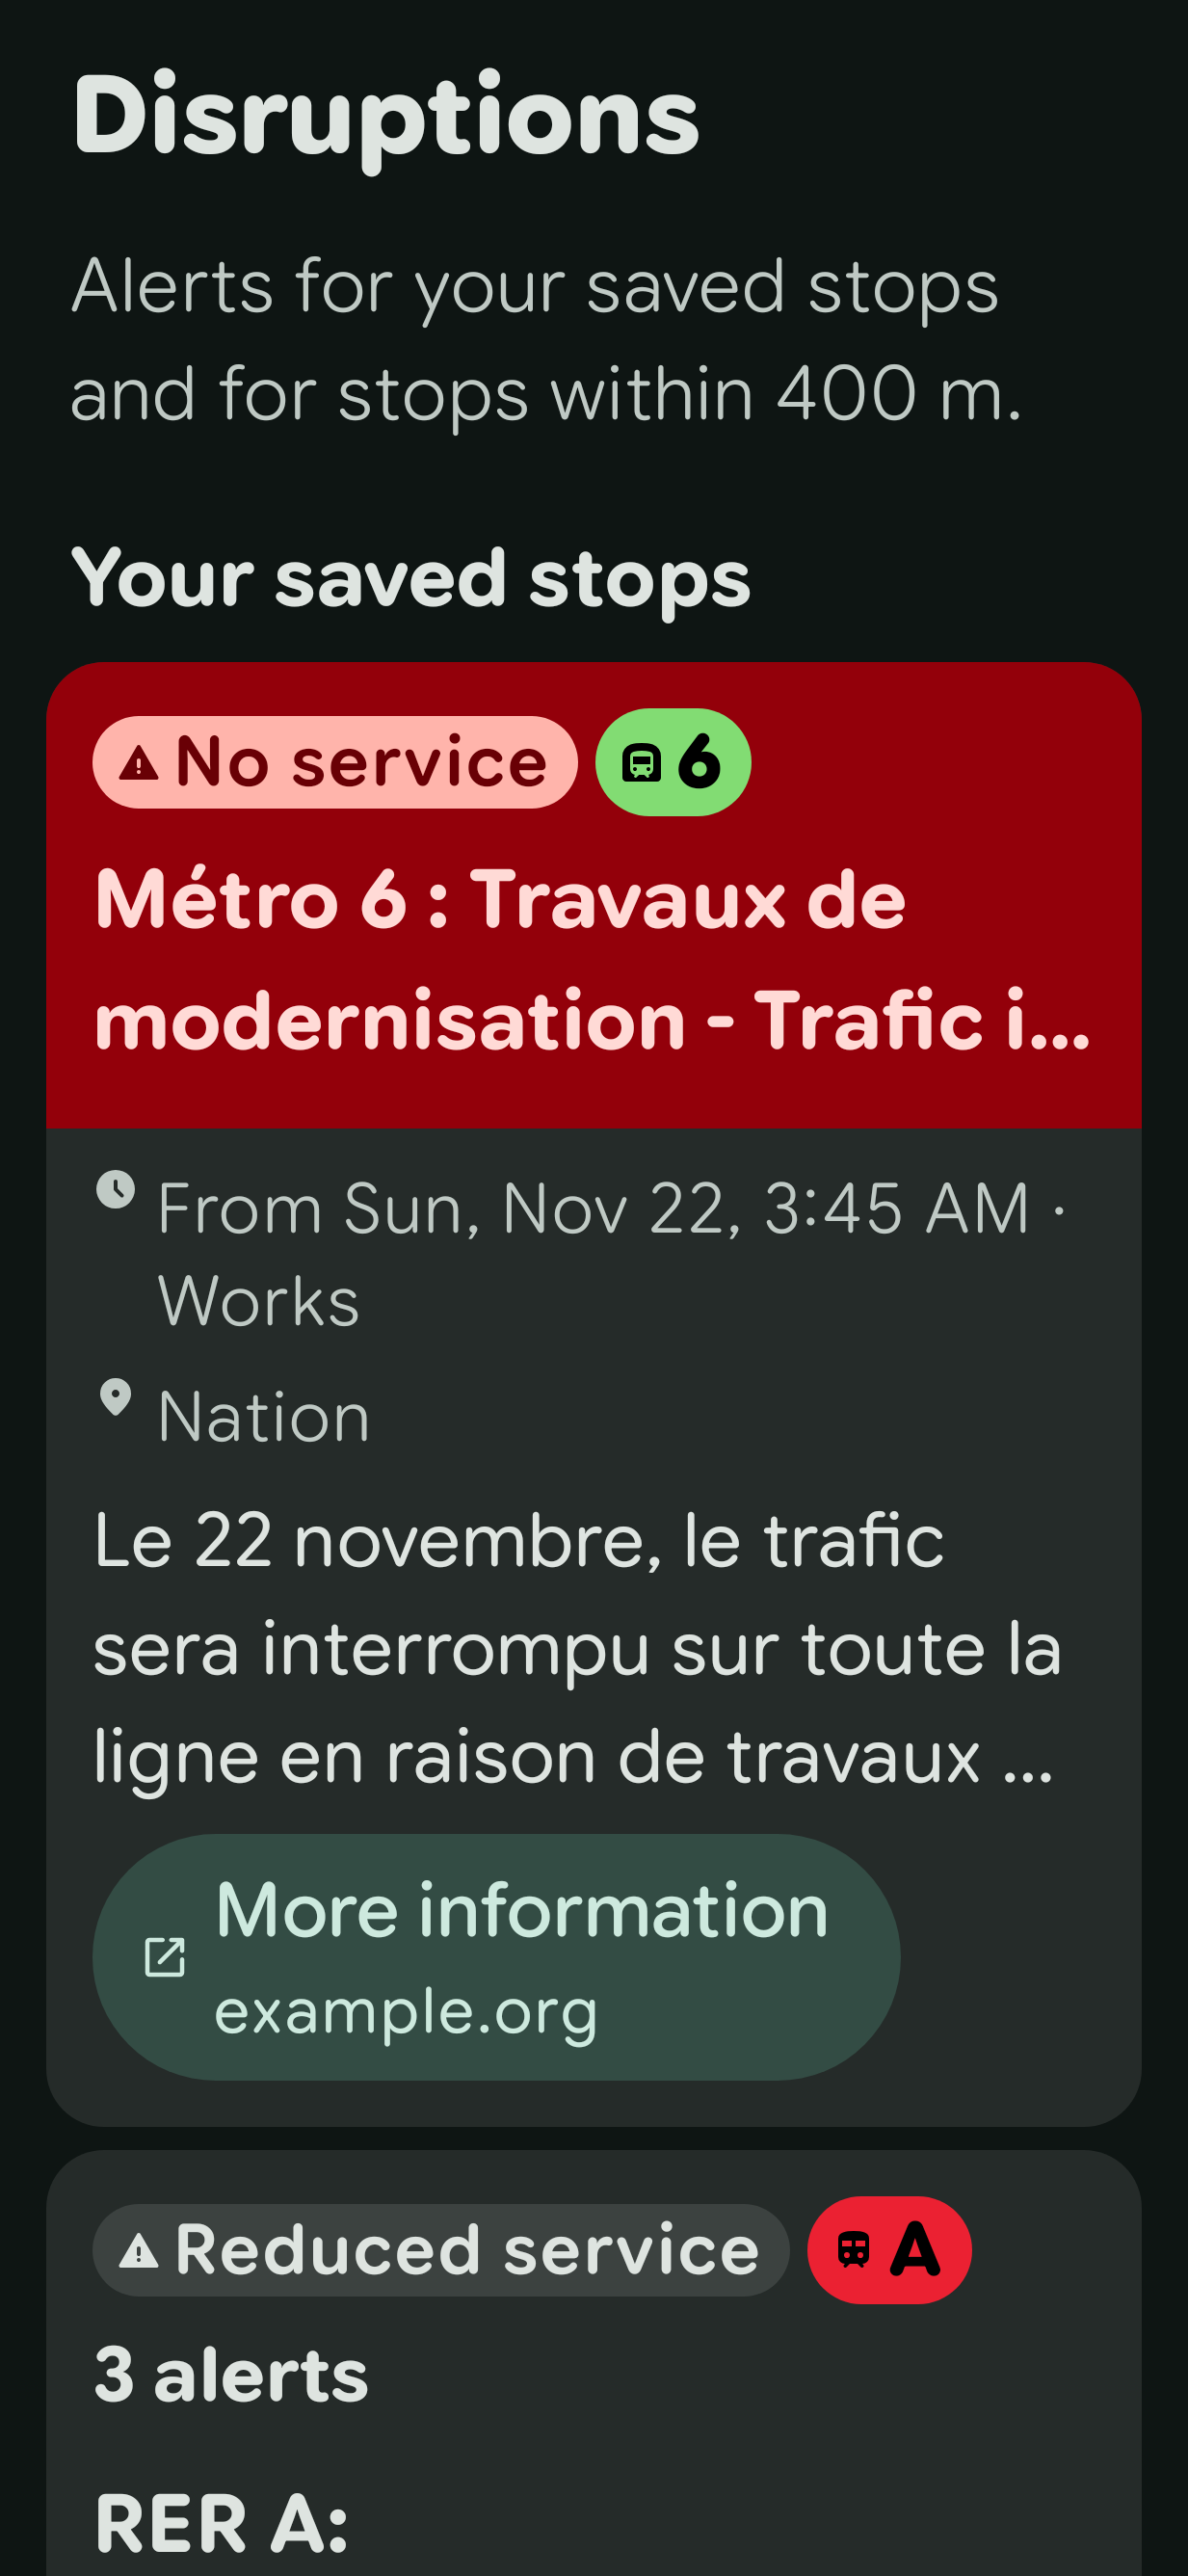 Disruptions
Alerts for your saved stops
and for stops within 400 m.
Your saved stops
No service
6
Métro 6 : Travaux de
modernisation - Trafic i...
From Sun, Nov 22, 3:45 AM ·
Works
Nation
Le 22 novembre, le trafic
sera interrompu sur toute la
ligne en raison de travaux ...
More information
example.org
Reduced service
A
3 alerts
RER A: